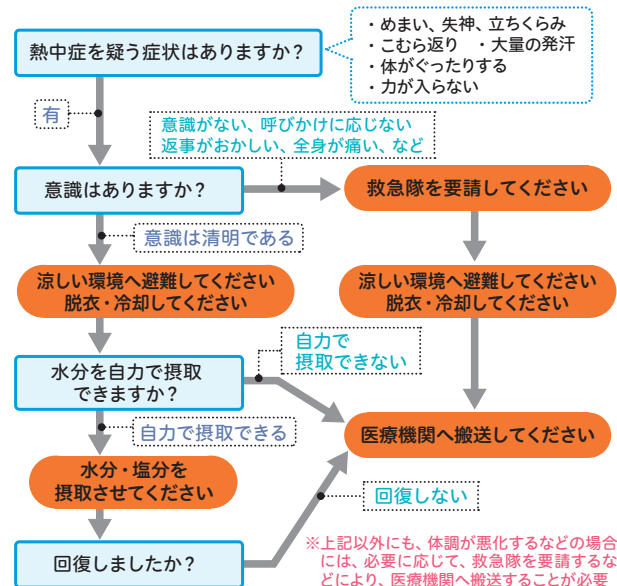 熱中症を疑う症状はありますか？
・めまい、失神、立ちくらみ
・こむら返り ・大量の発汗
・体がぐったりする
・力が入らない
有
意識がない、呼びかけに応じない
返事がおかしい、全身が痛い、など
意識はありますか？
救急隊を要請してください
意識は清明である
涼しい環境へ避難してください
脱衣・冷却してください
涼しい環境へ避難してください
脱衣・冷却してください
自力で
摂取できない
水分を自力で摂取
できますか？
自力で摂取できる
医療機関へ搬送してください
水分・塩分を
摂取させてください
回復しない
回復しましたか？
※上記以外にも、体調が悪化するなどの場合
には、必要に応じて、救急隊を要請するな
どにより、医療機関へ搬送することが必要